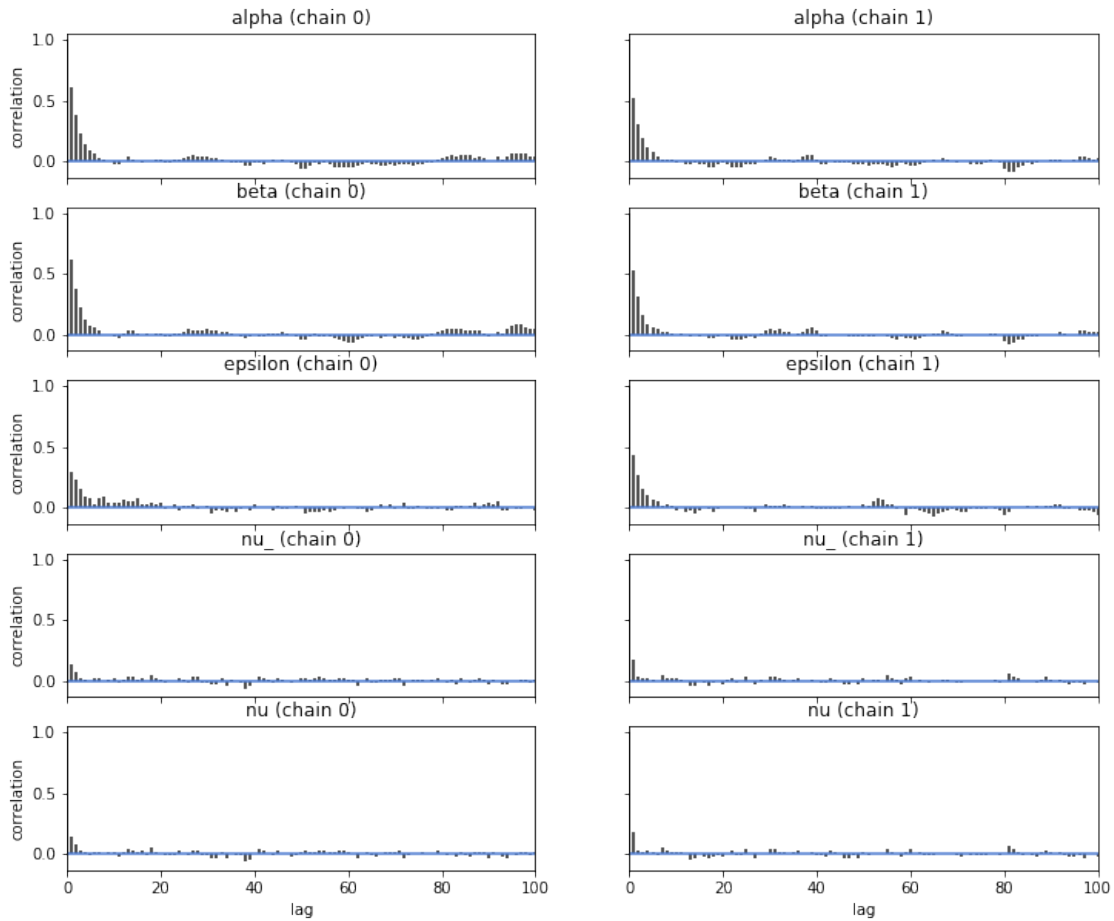 alpha (chain 0)
alpha (chain 1)
1.0
0.5
0.0
correlation
beta (chain 0)
beta (chain 1)
1.0
0.5
0.0
correlation
epsilon (chain 0)
epsilon (chain 1)
1.0
0.5
0.0
correlation
nu_ (chain 0)
nu_ (chain 1)
1.0
0.5
0.0
correlation
nu (chain 0)
nu (chain 1)
1.0
0.5
0.0
correlation
0 20 40 60 80 100
0 20 40 60 80 100
lag
lag